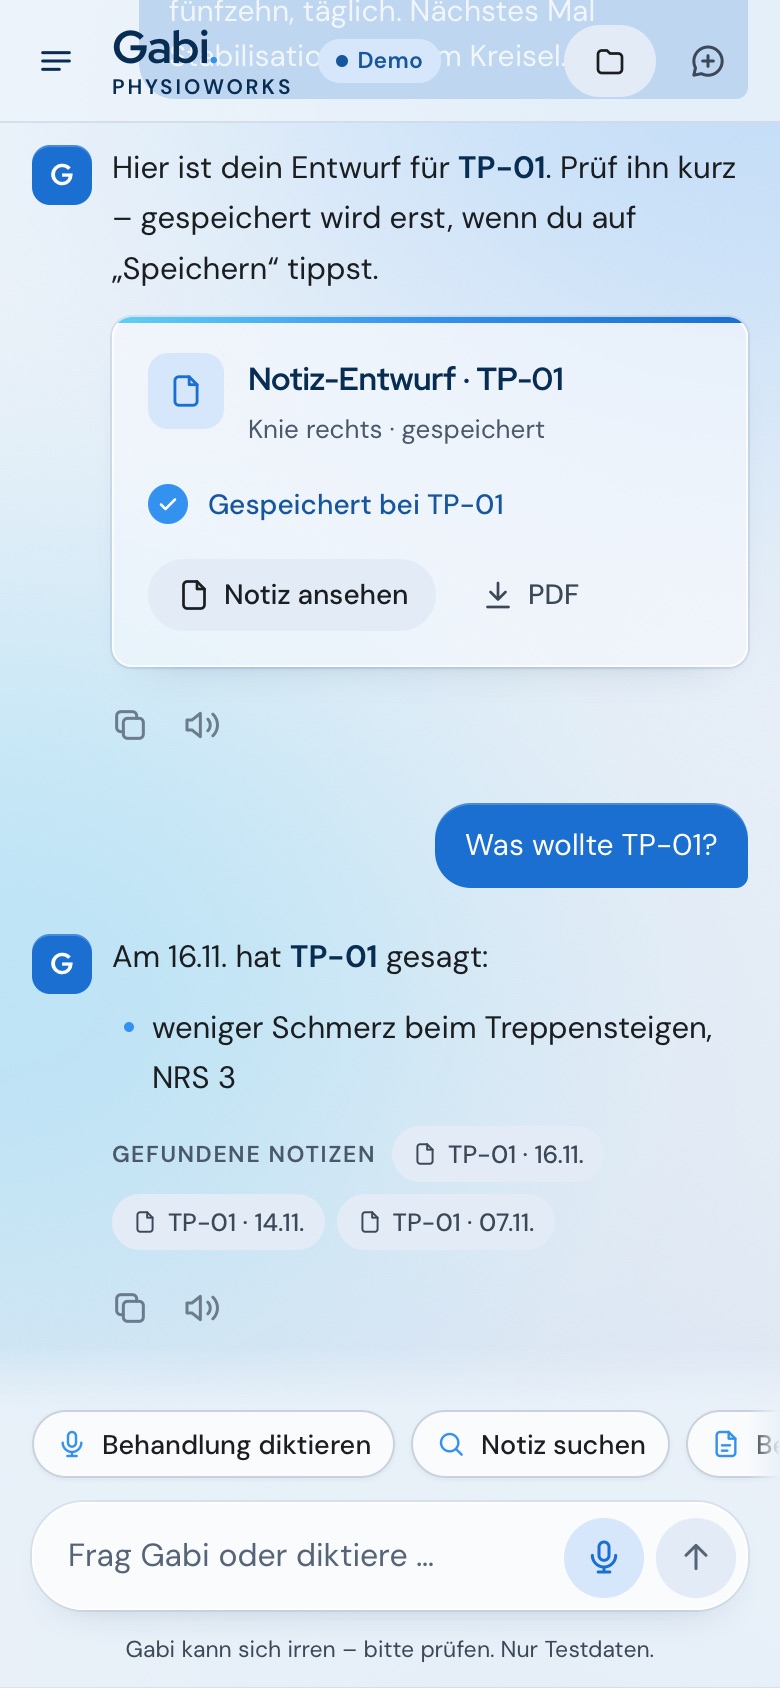 fünfzehn, täglich. Nächstes Mal
m Kreisel.
Gabi.
PHYSIOWORKS
Demo
G
Hier ist dein Entwurf für TP-01. Prüf ihn kurz
– gespeichert wird erst, wenn du auf
„Speichern“ tippst.
Notiz-Entwurf · TP-01
Knie rechts · gespeichert
Gespeichert bei TP-01
Notiz ansehen
PDF
Was wollte TP-01?
G
Am 16.11. hat TP-01 gesagt:
• weniger Schmerz beim Treppensteigen,
NRS 3
GEFUNDENE NOTIZEN
TP-01 · 16.11.
TP-01 · 14.11.
TP-01 · 07.11.
Behandlung diktieren
Notiz suchen
Frag Gabi oder diktiere ...
Gabi kann sich irren – bitte prüfen. Nur Testdaten.